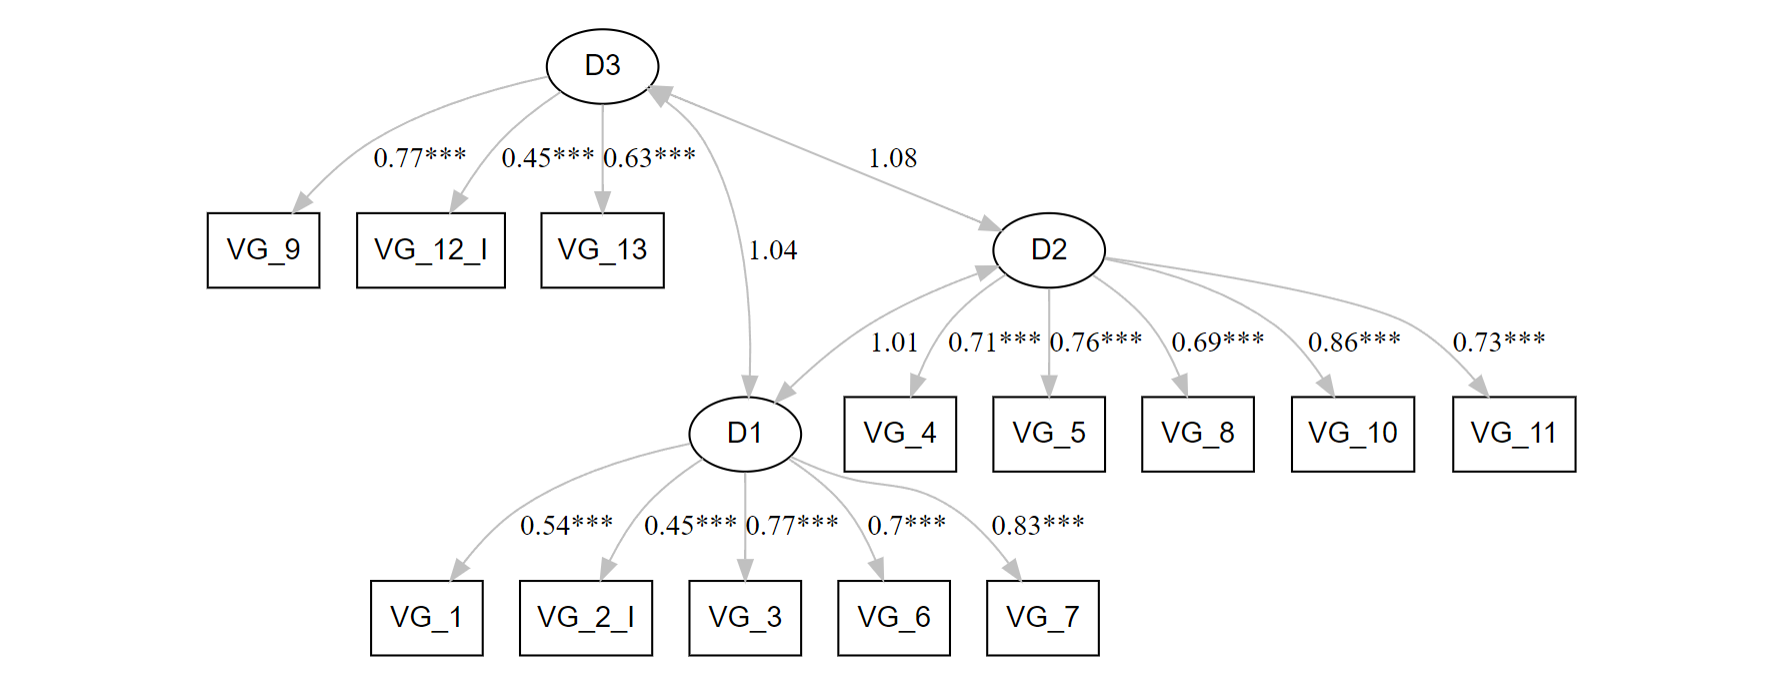 D3
0.77*** 0.45*** 0.63*** 1.08
VG_9 VG_12_I VG_13 1.04 D2
1.01 0.71*** 0.76*** 0.69*** 0.86*** 0.73***
D1 VG_4 VG_5 VG_8 VG_10 VG_11
0.54*** 0.45*** 0.77*** 0.7*** 0.83***
VG_1 VG_2_I VG_3 VG_6 VG_7